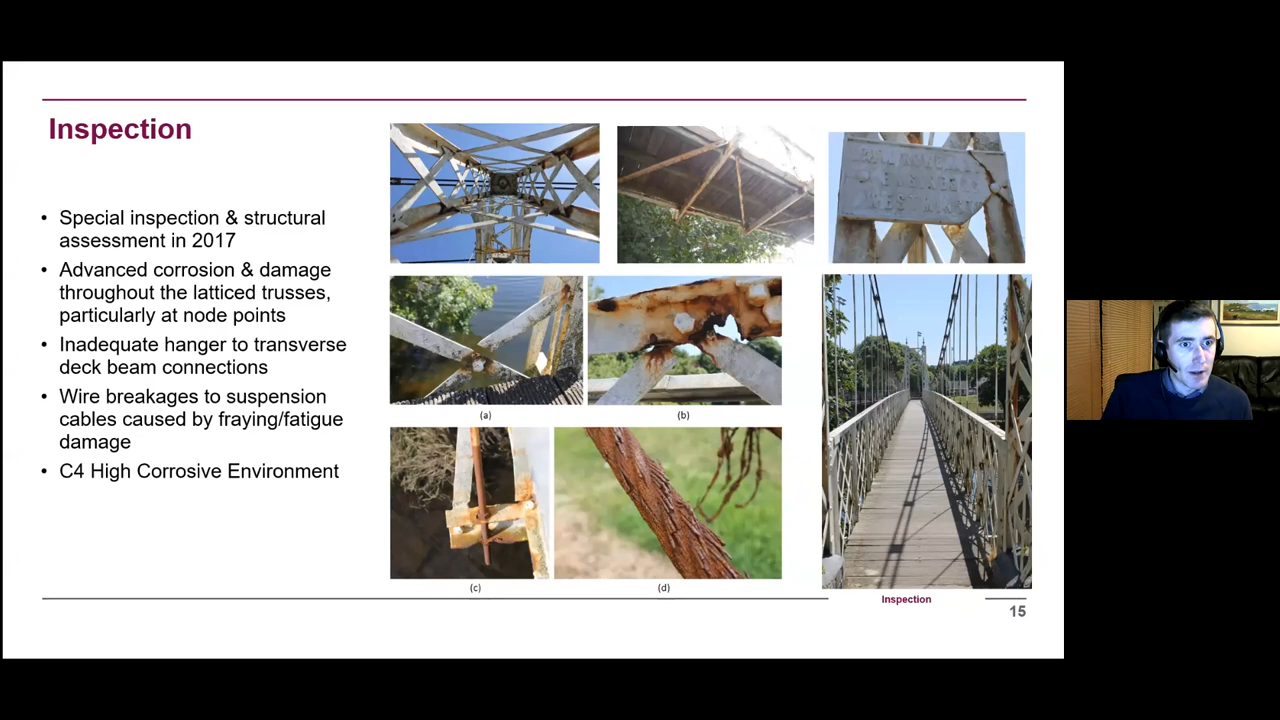 Inspection
• Special inspection & structural
assessment in 2017
• Advanced corrosion & damage
throughout the latticed trusses,
particularly at node points
• Inadequate hanger to transverse
deck beam connections
• Wire breakages to suspension
cables caused by fraying/fatigue
damage
• C4 High Corrosive Environment
(a)
(b)
(c)
(d)
Inspection
15